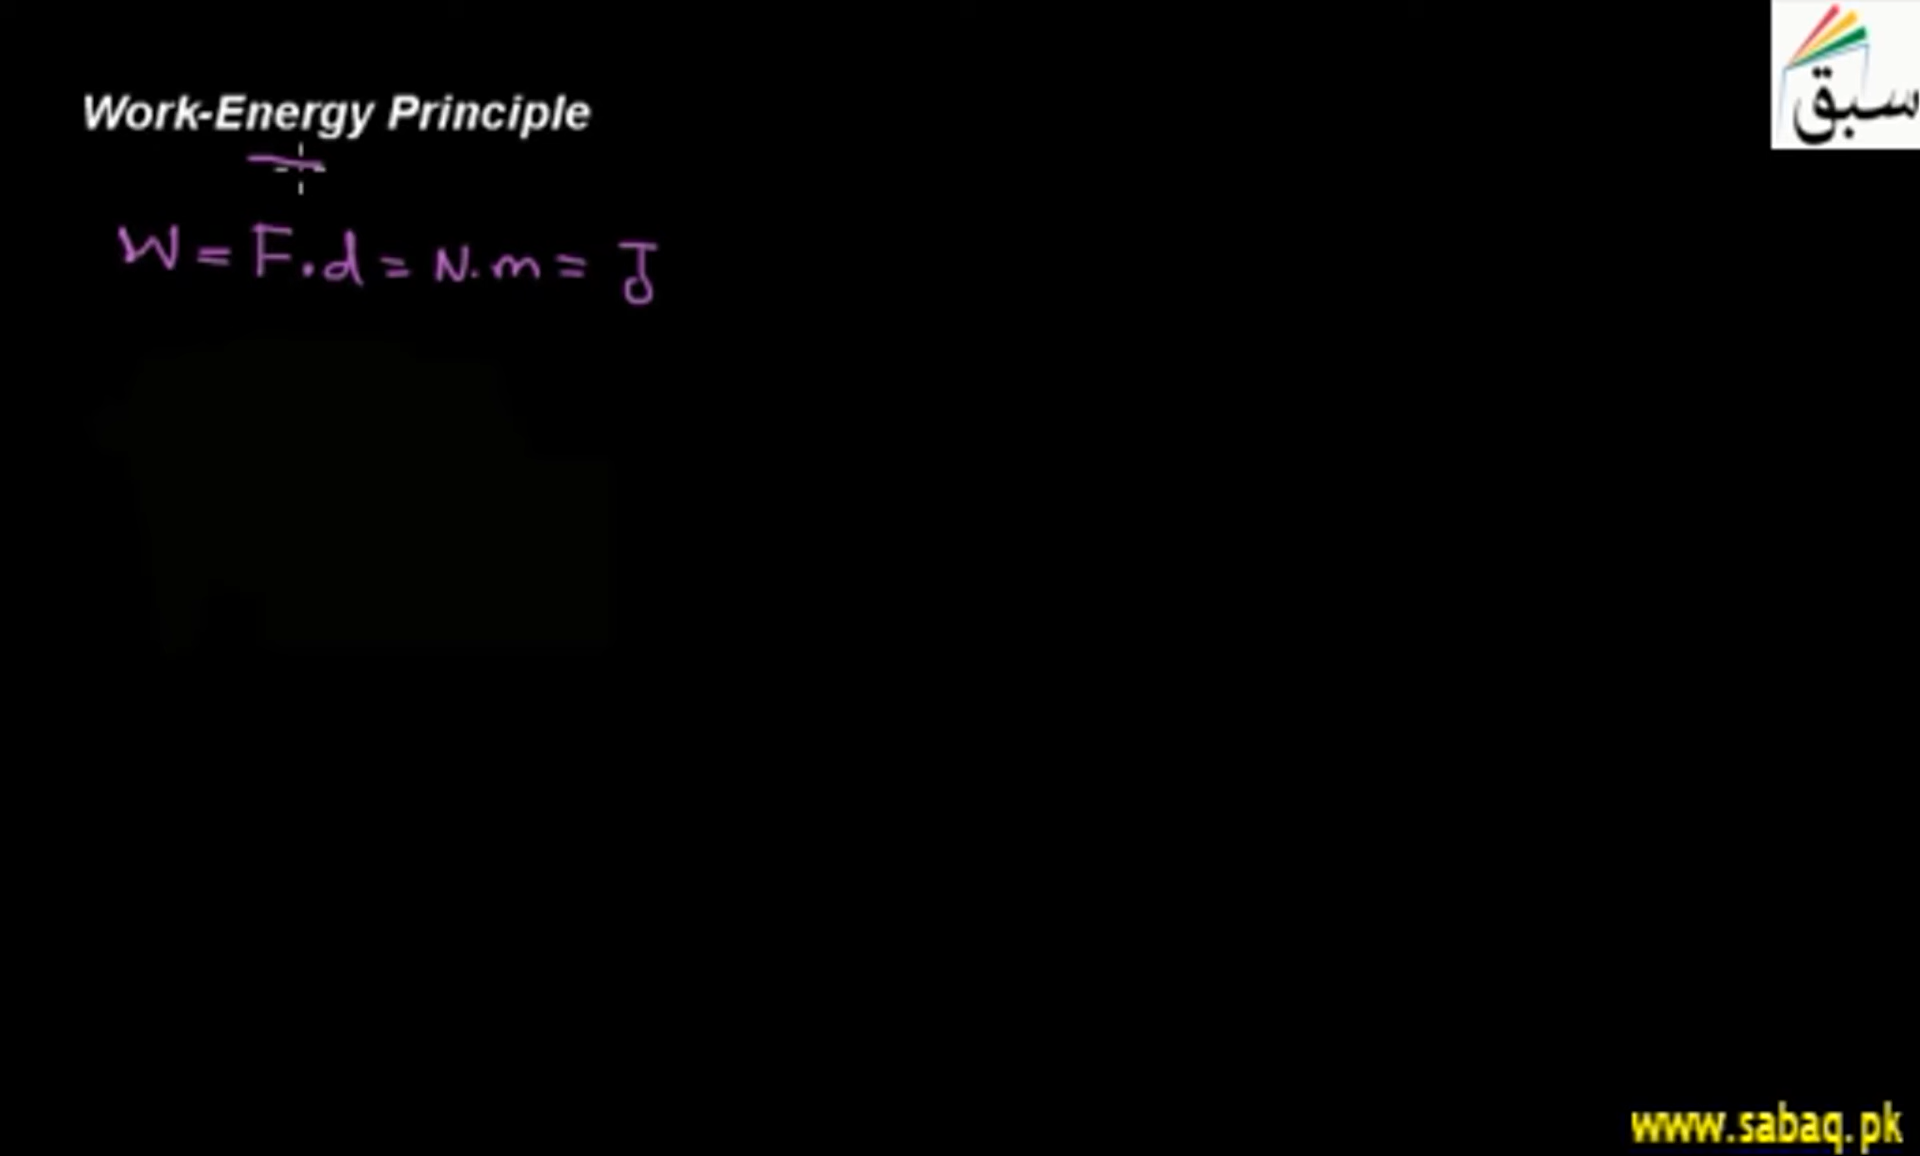 سبق
Work-Energy Principle
W = F.d = N.m = J
www.sabaq.pk